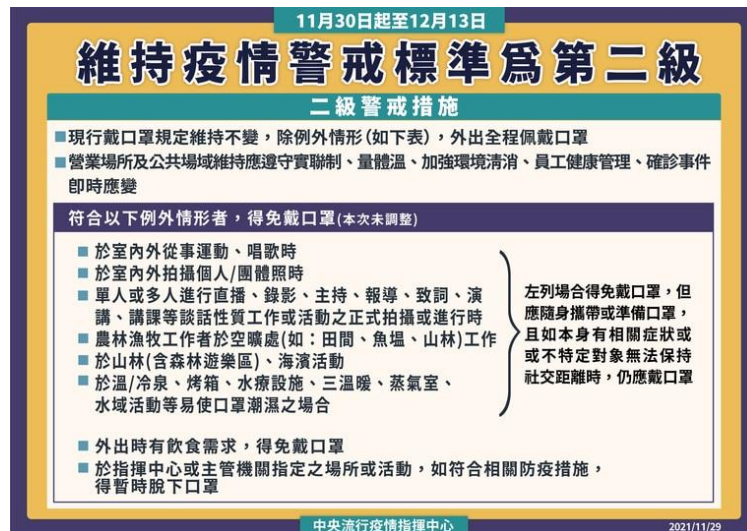 11月30日起至12月13日
維持疫情警戒標準為第二級
二級警戒措施
■現行戴口罩規定維持不變，除例外情形(如下表)，外出全程佩戴口罩
■營業場所及公共場域維持應遵守實聯制、量體溫、加強環境清消、員工健康管理、確診事件
即時應變
符合以下例外情形者，得免戴口罩(本次未調整)
■ 於室內外從事運動、唱歌時
■ 於室內外拍攝個人/團體照時
■ 單人或多人進行直播、錄影、主持、報導、致詞、演
講、講課等談話性質工作或活動之正式拍攝或進行時
■ 農林漁牧工作者於空曠處(如：田間、魚塭、山林)工作
■ 於山林(含森林遊樂區)、海濱活動
■ 於溫/冷泉、烤箱、水療設施、三溫暖、蒸氣室、
水域活動等易使口罩潮濕之場合
左列場合得免戴口罩，但
應隨身攜帶或準備口罩，
且如本身有相關症狀或
或不特定對象無法保持
社交距離時，仍應戴口罩
■ 外出時有飲食需求，得免戴口罩
■ 於指揮中心或主管機關指定之場所或活動，如符合相關防疫措施，
得暫時脫下口罩
中央流行疫情指揮中心
2021/11/29